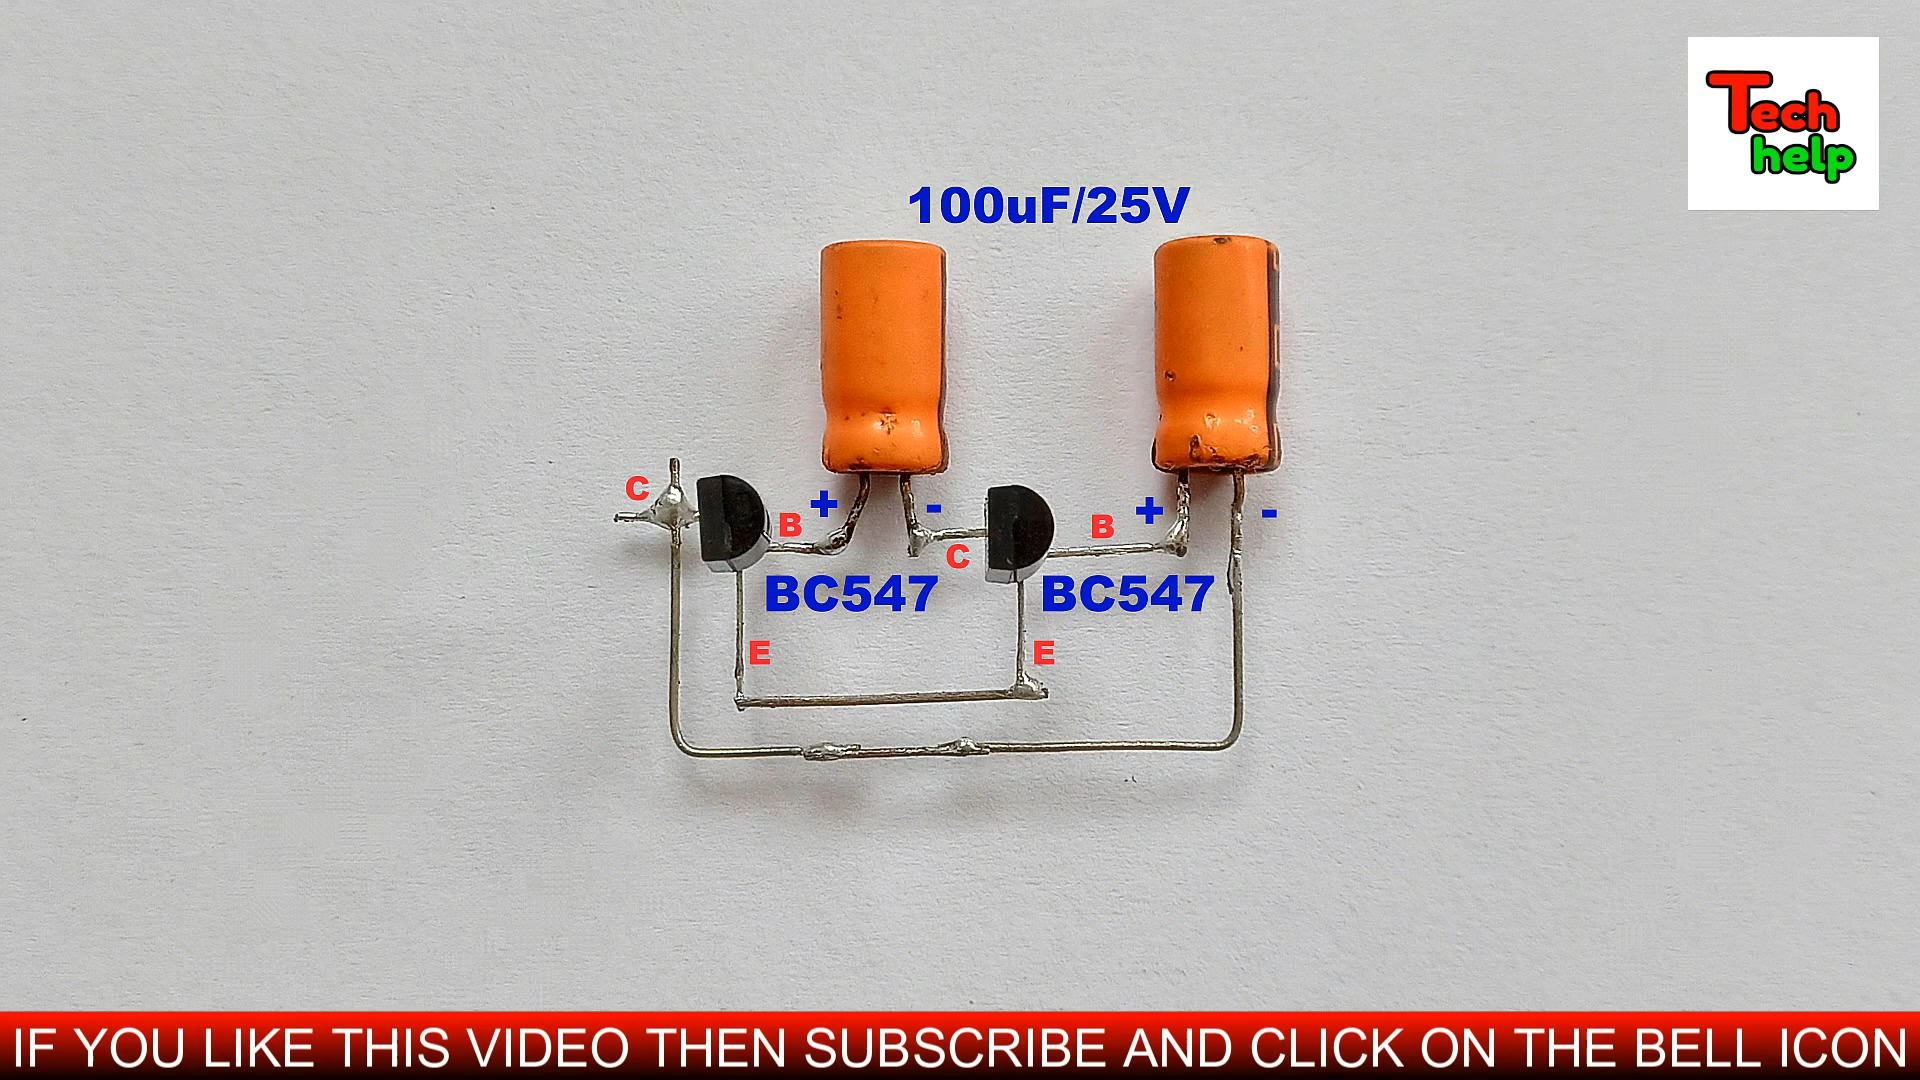 Tech
help
100uF/25V
C
B
+
-
C
B
+
-
BC547
BC547
E
E
IF YOU LIKE THIS VIDEO THEN SUBSCRIBE AND CLICK ON THE BELL ICON